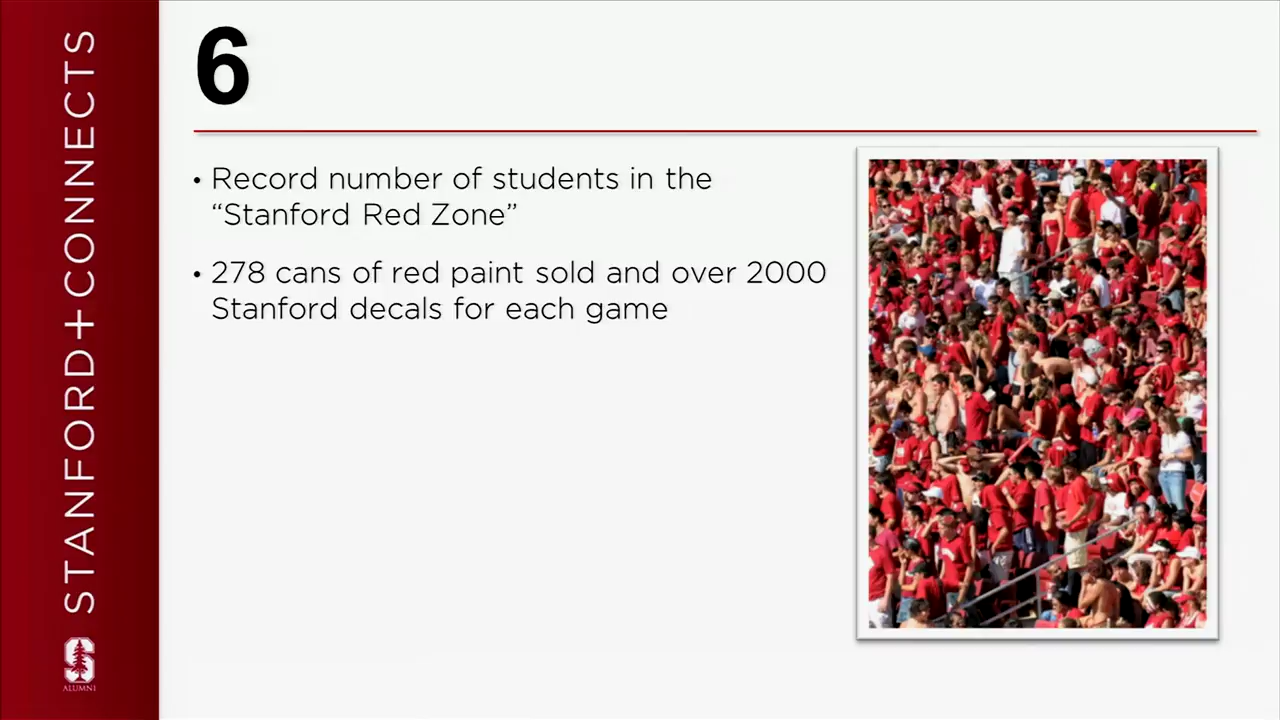 STANFORD+CONNECTS
S
ALUMNI
6
• Record number of students in the
“Stanford Red Zone”
• 278 cans of red paint sold and over 2000
Stanford decals for each game